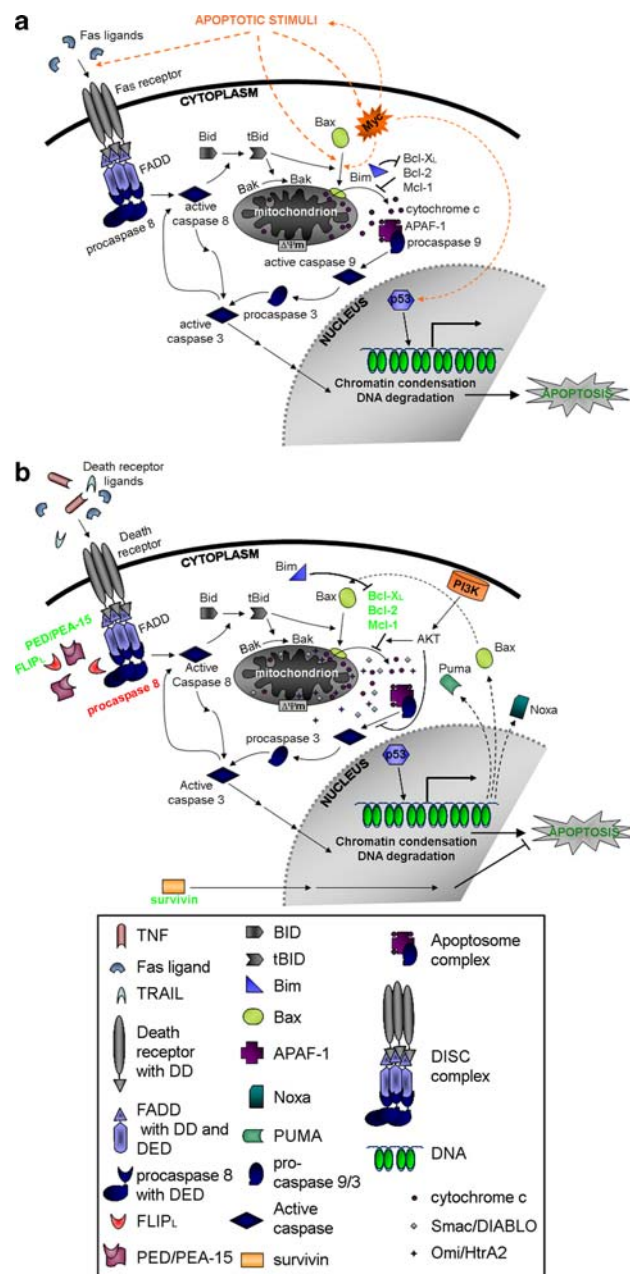 a
APOPTOTIC STIMULI
Fas ligands
Fas receptor
CYTOPLASM
Myc
Bax
Bid
tBid
Bcl-XL
Bcl-2
Mcl-1
Bim
FADD
Bak
Bak
mitochondrion
cytochrome c
APAF-1
procaspase 9
procaspase 8
active
caspase 8
ΔΨm
active caspase 9
procaspase 3
active
caspase 3
NUCLEUS
p53
Chromatin condensation
DNA degradation
APOPTOSIS
b
Death receptor
ligands
Death
receptor
CYTOPLASM
Bim
PI3K
Bid
tBid
Bax
Bcl-XL
Bcl-2
Mcl-1
FADD
PED/PEA-15
FLIPL
AKT
Bak
Bak
mitochondrion
Bax
Puma
Noxa
procaspase 8
Active
Caspase 8
ΔΨm
procaspase 3
Active
caspase 3
NUCLEUS
p53
Chromatin condensation
DNA degradation
APOPTOSIS
survivin
TNF
Fas ligand
TRAIL
Death
receptor
with DD
FADD
with DD and
DED
procaspase 8
with DED
FLIPL
PED/PEA-15
BID
tBID
Bim
Bax
APAF-1
Noxa
PUMA
pro-
caspase 9/3
Active
caspase
survivin
Apoptosome
complex
DISC
complex
DNA
cytochrome c
Smac/DIABLO
Omi/HtrA2